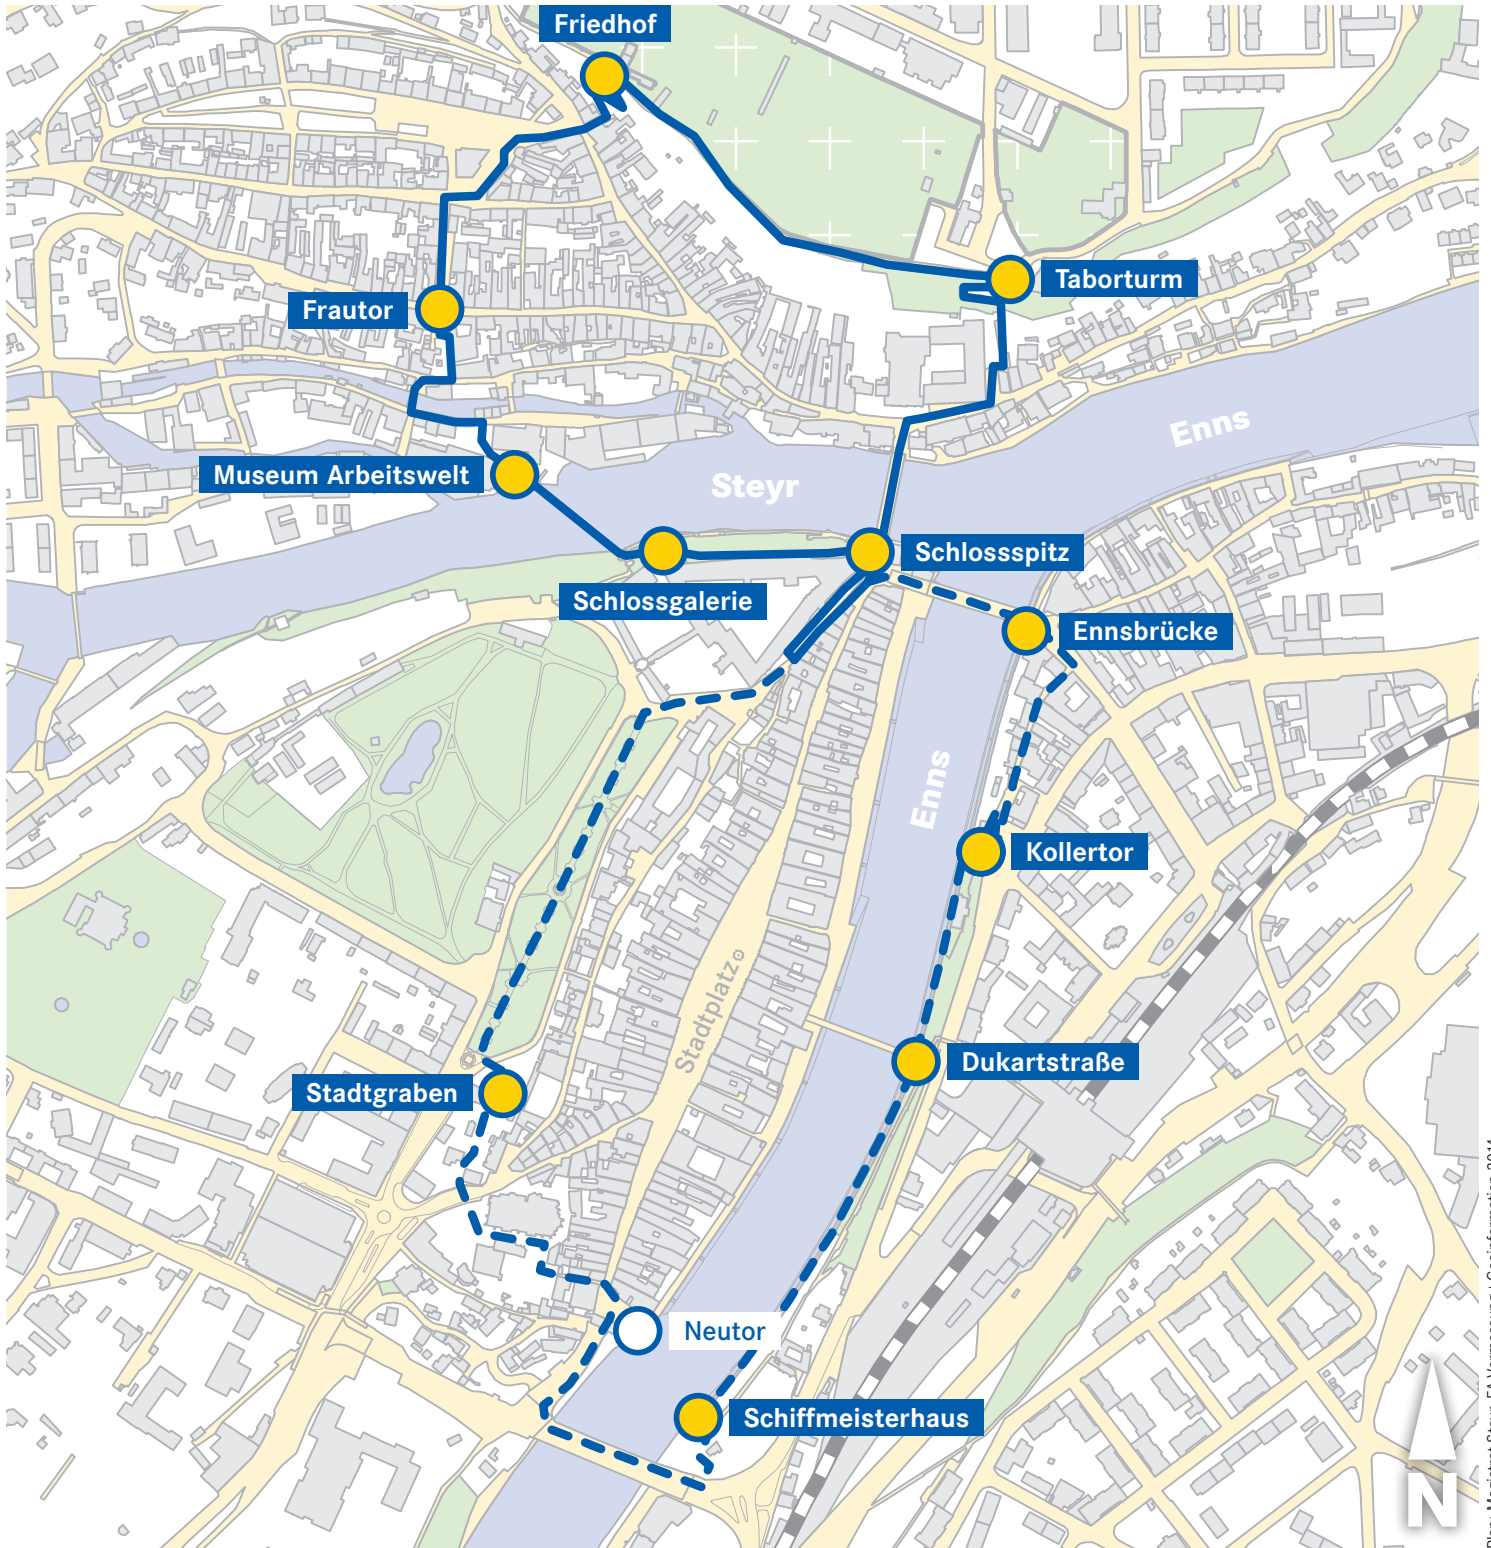 Friedhof
Taborturm
Frautor
Enns
Museum Arbeitswelt
Steyr
Schlossspitz
Schlossgalerie
Ennsbrücke
Enns
Kollertor
Stadtplatz
Dukartstraße
Stadtgraben
Neutor
Schiffmeisterhaus
N